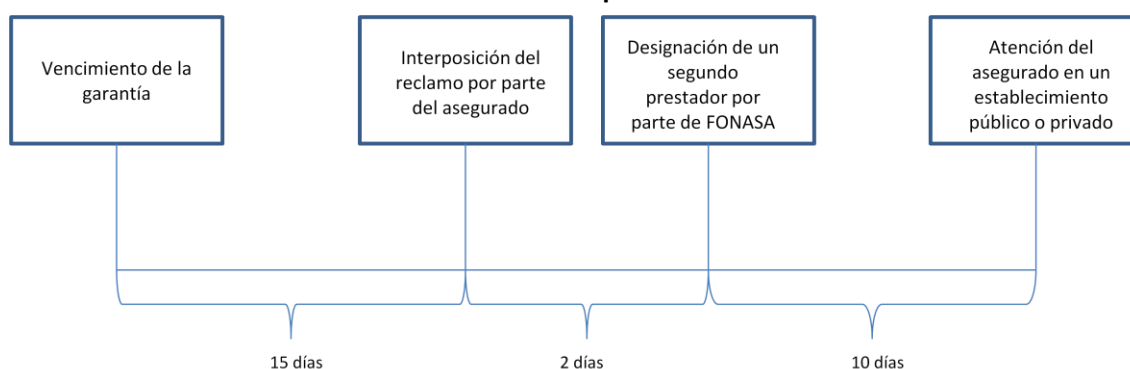 Vencimiento de la
garantía
Interposición del
reclamo por parte
del asegurado
Designación de un
segundo
prestador por
parte de FONASA
Atención del
asegurado en un
establecimiento
público o privado
15 días
2 días
10 días